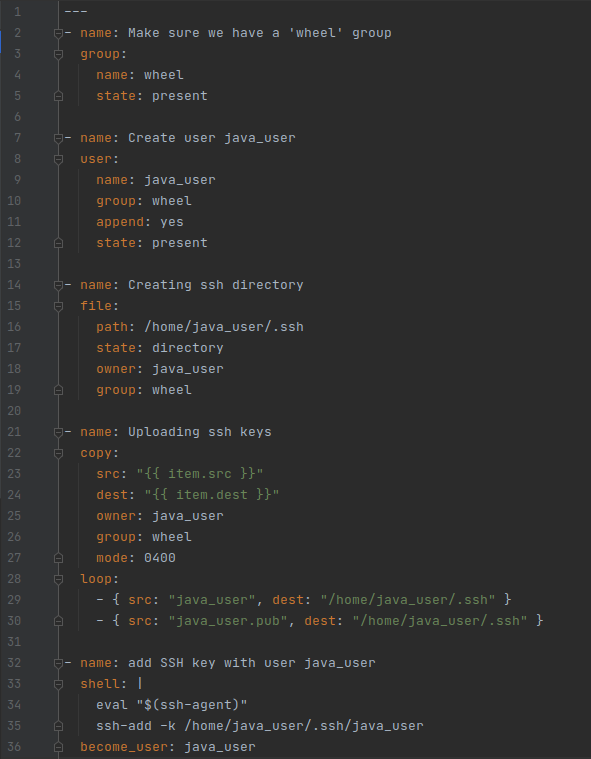 1 ---
2 - name: Make sure we have a 'wheel' group
3   group:
4     name: wheel
5     state: present
6
7 - name: Create user java_user
8   user:
9     name: java_user
10     group: wheel
11     append: yes
12     state: present
13
14 - name: Creating ssh directory
15   file:
16     path: /home/java_user/.ssh
17     state: directory
18     owner: java_user
19     group: wheel
20
21 - name: Uploading ssh keys
22   copy:
23     src: "{{ item.src }}"
24     dest: "{{ item.dest }}"
25     owner: java_user
26     group: wheel
27     mode: 0400
28   loop:
29     - { src: "java_user", dest: "/home/java_user/.ssh" }
30     - { src: "java_user.pub", dest: "/home/java_user/.ssh" }
31
32 - name: add SSH key with user java_user
33   shell: |
34     eval "$(ssh-agent)"
35     ssh-add -k /home/java_user/.ssh/java_user
36   become_user: java_user